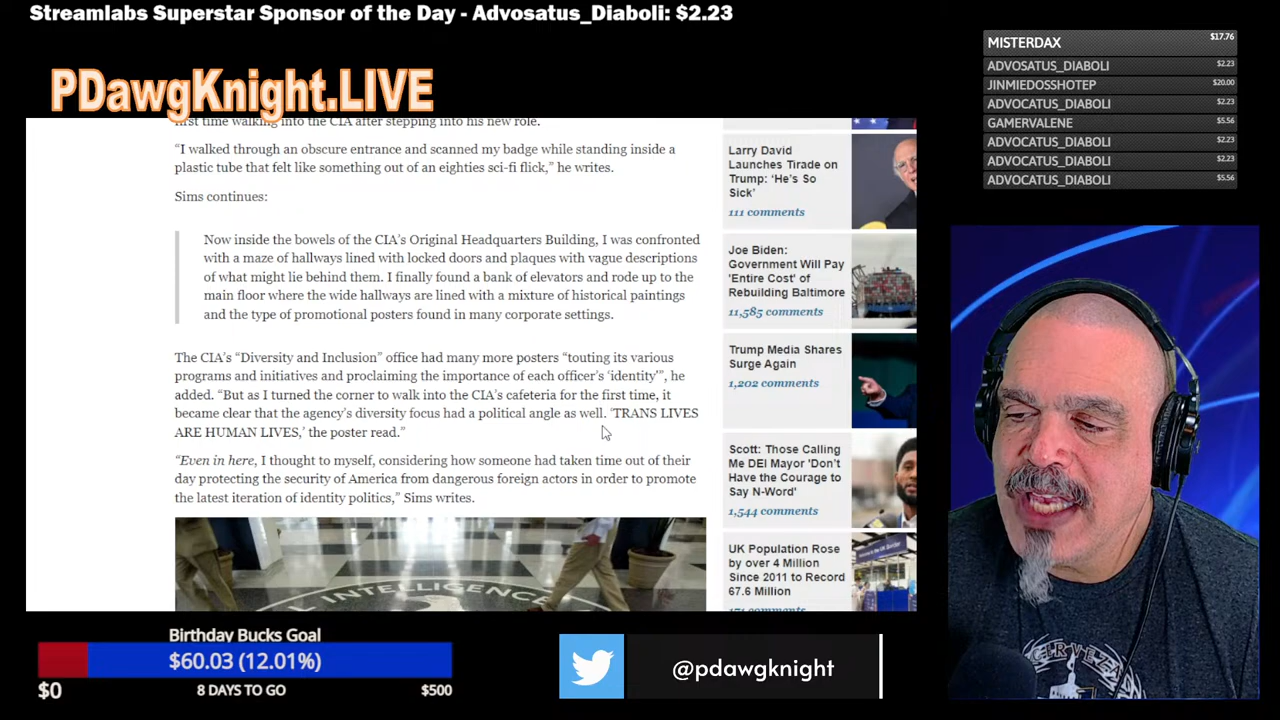 Streamlabs Superstar Sponsor of the Day - Advosatus_Diaboli: $2.23
PDawgKnight.LIVE
MISTERDAX $17.76
ADVOSATUS_DIABOLI $2.23
JINMIEDOSSHOTEP $20.00
ADVOCATUS_DIABOLI $2.23
GAMERVALENE $5.56
ADVOCATUS_DIABOLI $2.23
ADVOCATUS_DIABOLI $2.23
ADVOCATUS_DIABOLI $5.56
first time walking into the CIA after stepping into his new role.
“I walked through an obscure entrance and scanned my badge while standing inside a
plastic tube that felt like something out of an eighties sci-fi flick,” he writes.
Sims continues:
Now inside the bowels of the CIA’s Original Headquarters Building, I was confronted
with a maze of hallways lined with locked doors and plaques with vague descriptions
of what might lie behind them. I finally found a bank of elevators and rode up to the
main floor where the wide hallways are lined with a mixture of historical paintings
and the type of promotional posters found in many corporate settings.
The CIA’s “Diversity and Inclusion” office had many more posters “touting its various
programs and initiatives and proclaiming the importance of each officer’s ‘identity’”, he
added. “But as I turned the corner to walk into the CIA’s cafeteria for the first time, it
became clear that the agency’s diversity focus had a political angle as well. ‘TRANS LIVES
ARE HUMAN LIVES,’ the poster read.”
“Even in here, I thought to myself, considering how someone had taken time out of their
day protecting the security of America from dangerous foreign actors in order to promote
the latest iteration of identity politics,” Sims writes.
L INTELLIGENC
Larry David
Launches Tirade on
Trump: ‘He’s So
Sick’
111 comments
Joe Biden:
Government Will Pay
'Entire Cost' of
Rebuilding Baltimore
11,585 comments
Trump Media Shares
Surge Again
1,202 comments
Scott: Those Calling
Me DEI Mayor 'Don’t
Have the Courage to
Say N-Word'
1,544 comments
UK Population Rose
by over 4 Million
Since 2011 to Record
67.6 Million
171 comments
Birthday Bucks Goal
$60.03 (12.01%)
$0 8 DAYS TO GO $500
@pdawgknight